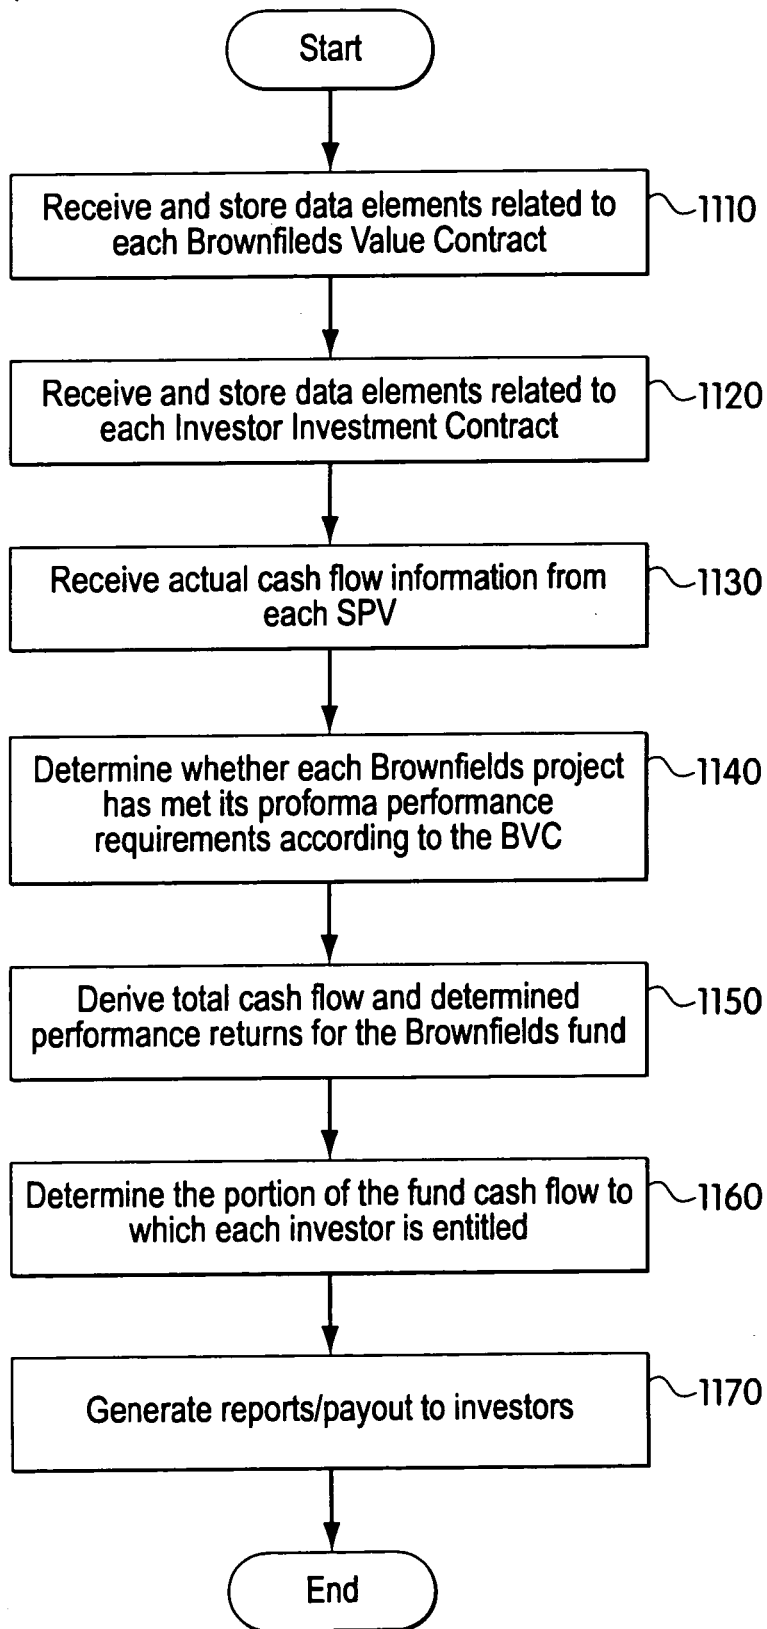 Start
Receive and store data elements related to
each Brownfileds Value Contract
1110
Receive and store data elements related to
each Investor Investment Contract
1120
Receive actual cash flow information from
each SPV
1130
Determine whether each Brownfields project
has met its proforma performance
requirements according to the BVC
1140
Derive total cash flow and determined
performance returns for the Brownfields fund
1150
Determine the portion of the fund cash flow to
which each investor is entitled
1160
Generate reports/payout to investors
1170
End